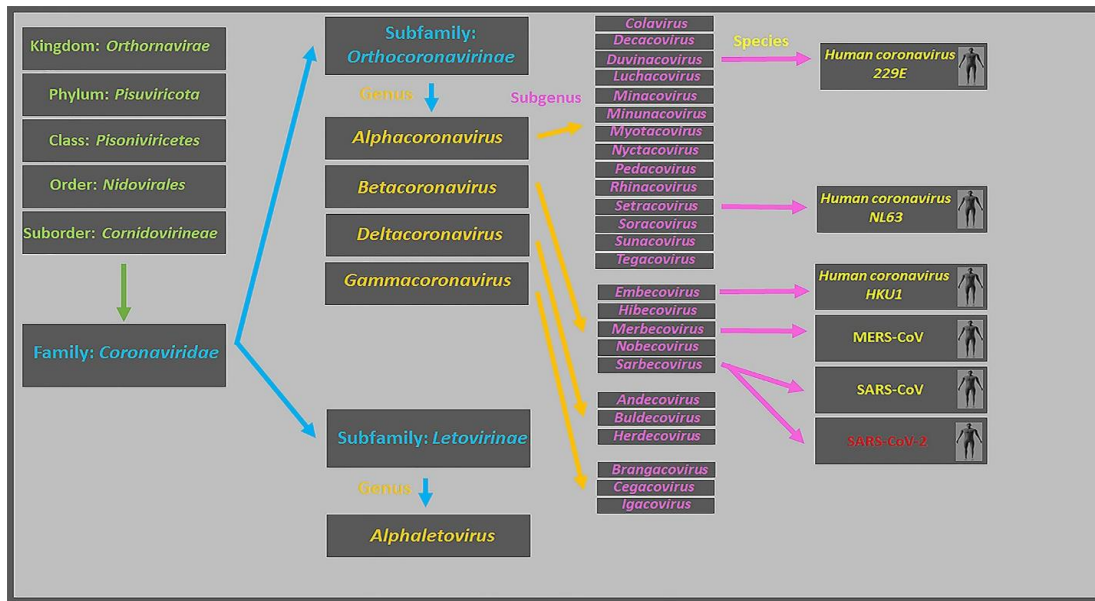 Kingdom: Orthornavirae
Phylum: Pisuviricota
Class: Pisoniviricetes
Order: Nidovirales
Suborder: Cornidovirineae
Family: Coronaviridae
Subfamily:
Orthocoronavirinae
Genus
Alphacoronavirus
Betacoronavirus
Deltacoronavirus
Gammacoronavirus
Subfamily: Letovirinae
Genus
Alphaletovirus
Subgenus
Colavirus
Decacovirus
Duvinacovirus
Luchacovirus
Minacovirus
Minunacovirus
Myotacovirus
Nyctacovirus
Pedacovirus
Rhinacovirus
Setracovirus
Soracovirus
Sunacovirus
Tegacovirus
Embecovirus
Hibecovirus
Merbecovirus
Nobecovirus
Sarbecovirus
Andecovirus
Buldecovirus
Herdecovirus
Brangacovirus
Cegacovirus
Igacovirus
Species
Human coronavirus
229E
Human coronavirus
NL63
Human coronavirus
HKU1
MERS-CoV
SARS-CoV
SARS-CoV-2